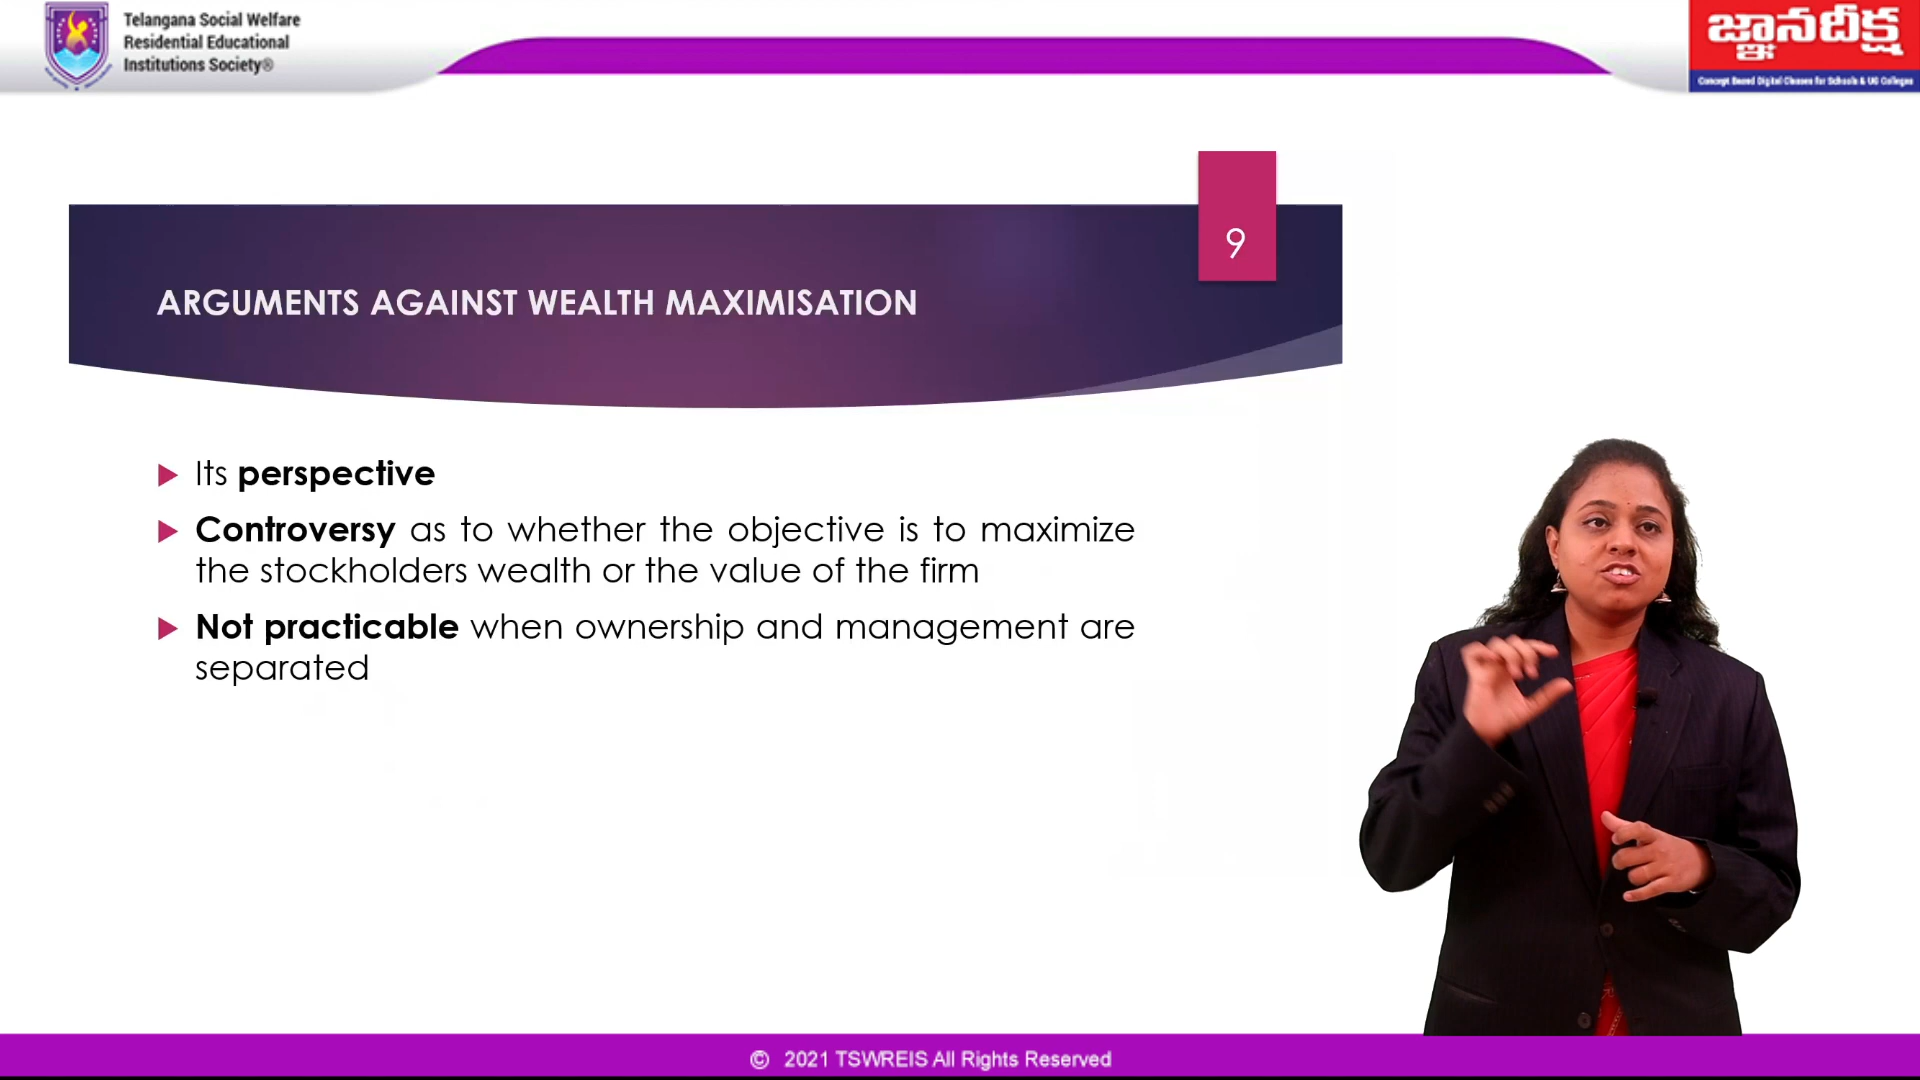 Telangana Social Welfare
Residential Educational
Institutions Society®
జ్ఞానదీక్ష
Concept Based Digital Classes for Schools & UG Colleges
9
ARGUMENTS AGAINST WEALTH MAXIMISATION
Its perspective
Controversy as to whether the objective is to maximize
the stockholders wealth or the value of the firm
Not practicable when ownership and management are
separated
© 2021 TSWREIS All Rights Reserved